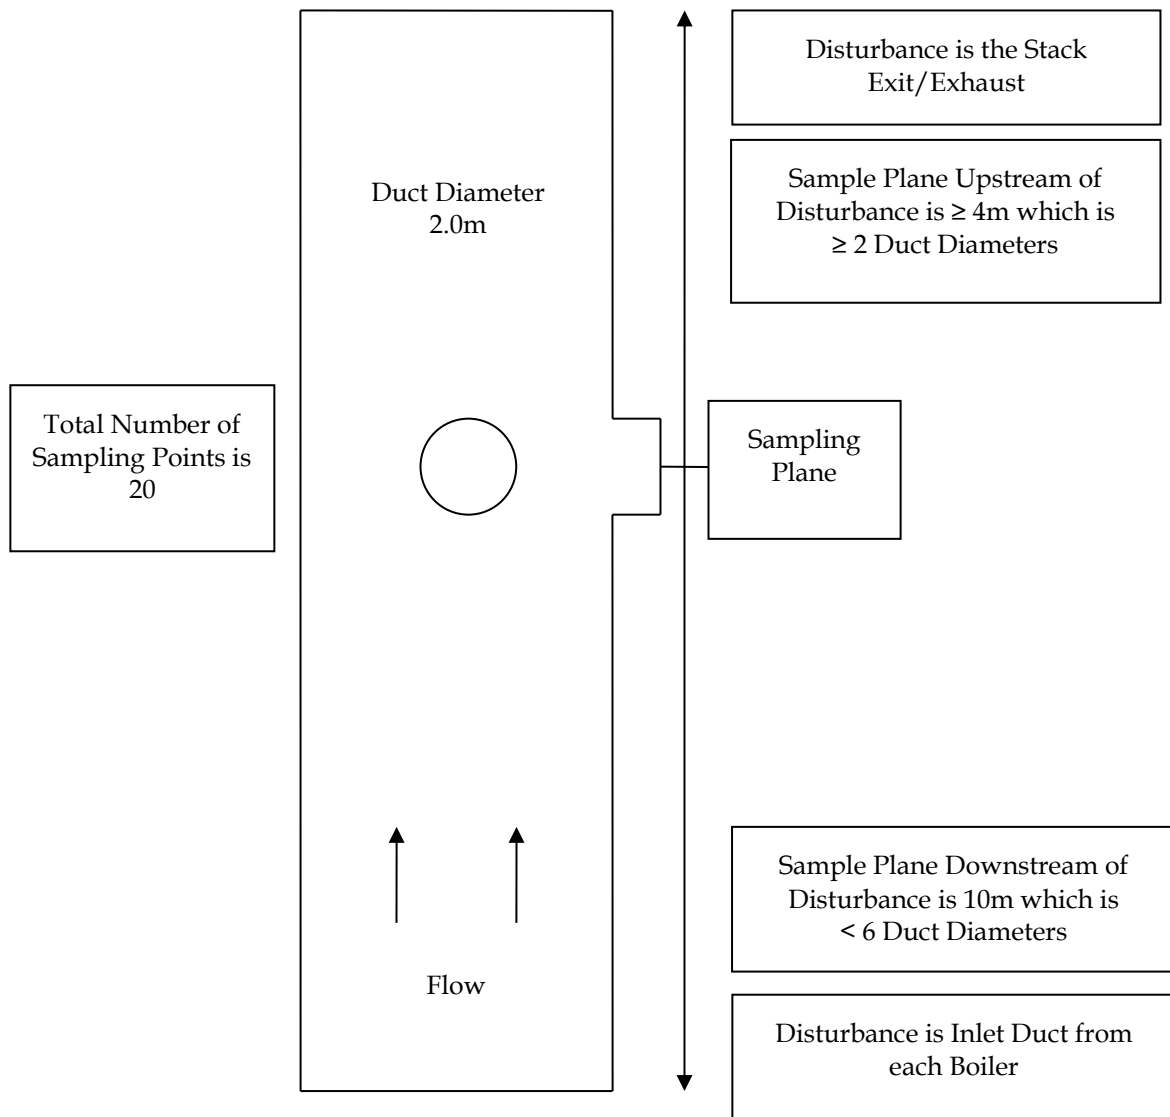 Disturbance is the Stack
Exit/Exhaust
Duct Diameter
2.0m
Sample Plane Upstream of
Disturbance is ≥ 4m which is
≥ 2 Duct Diameters
Total Number of
Sampling Points is
20
Sampling
Plane
Sample Plane Downstream of
Disturbance is 10m which is
< 6 Duct Diameters
Flow
Disturbance is Inlet Duct from
each Boiler